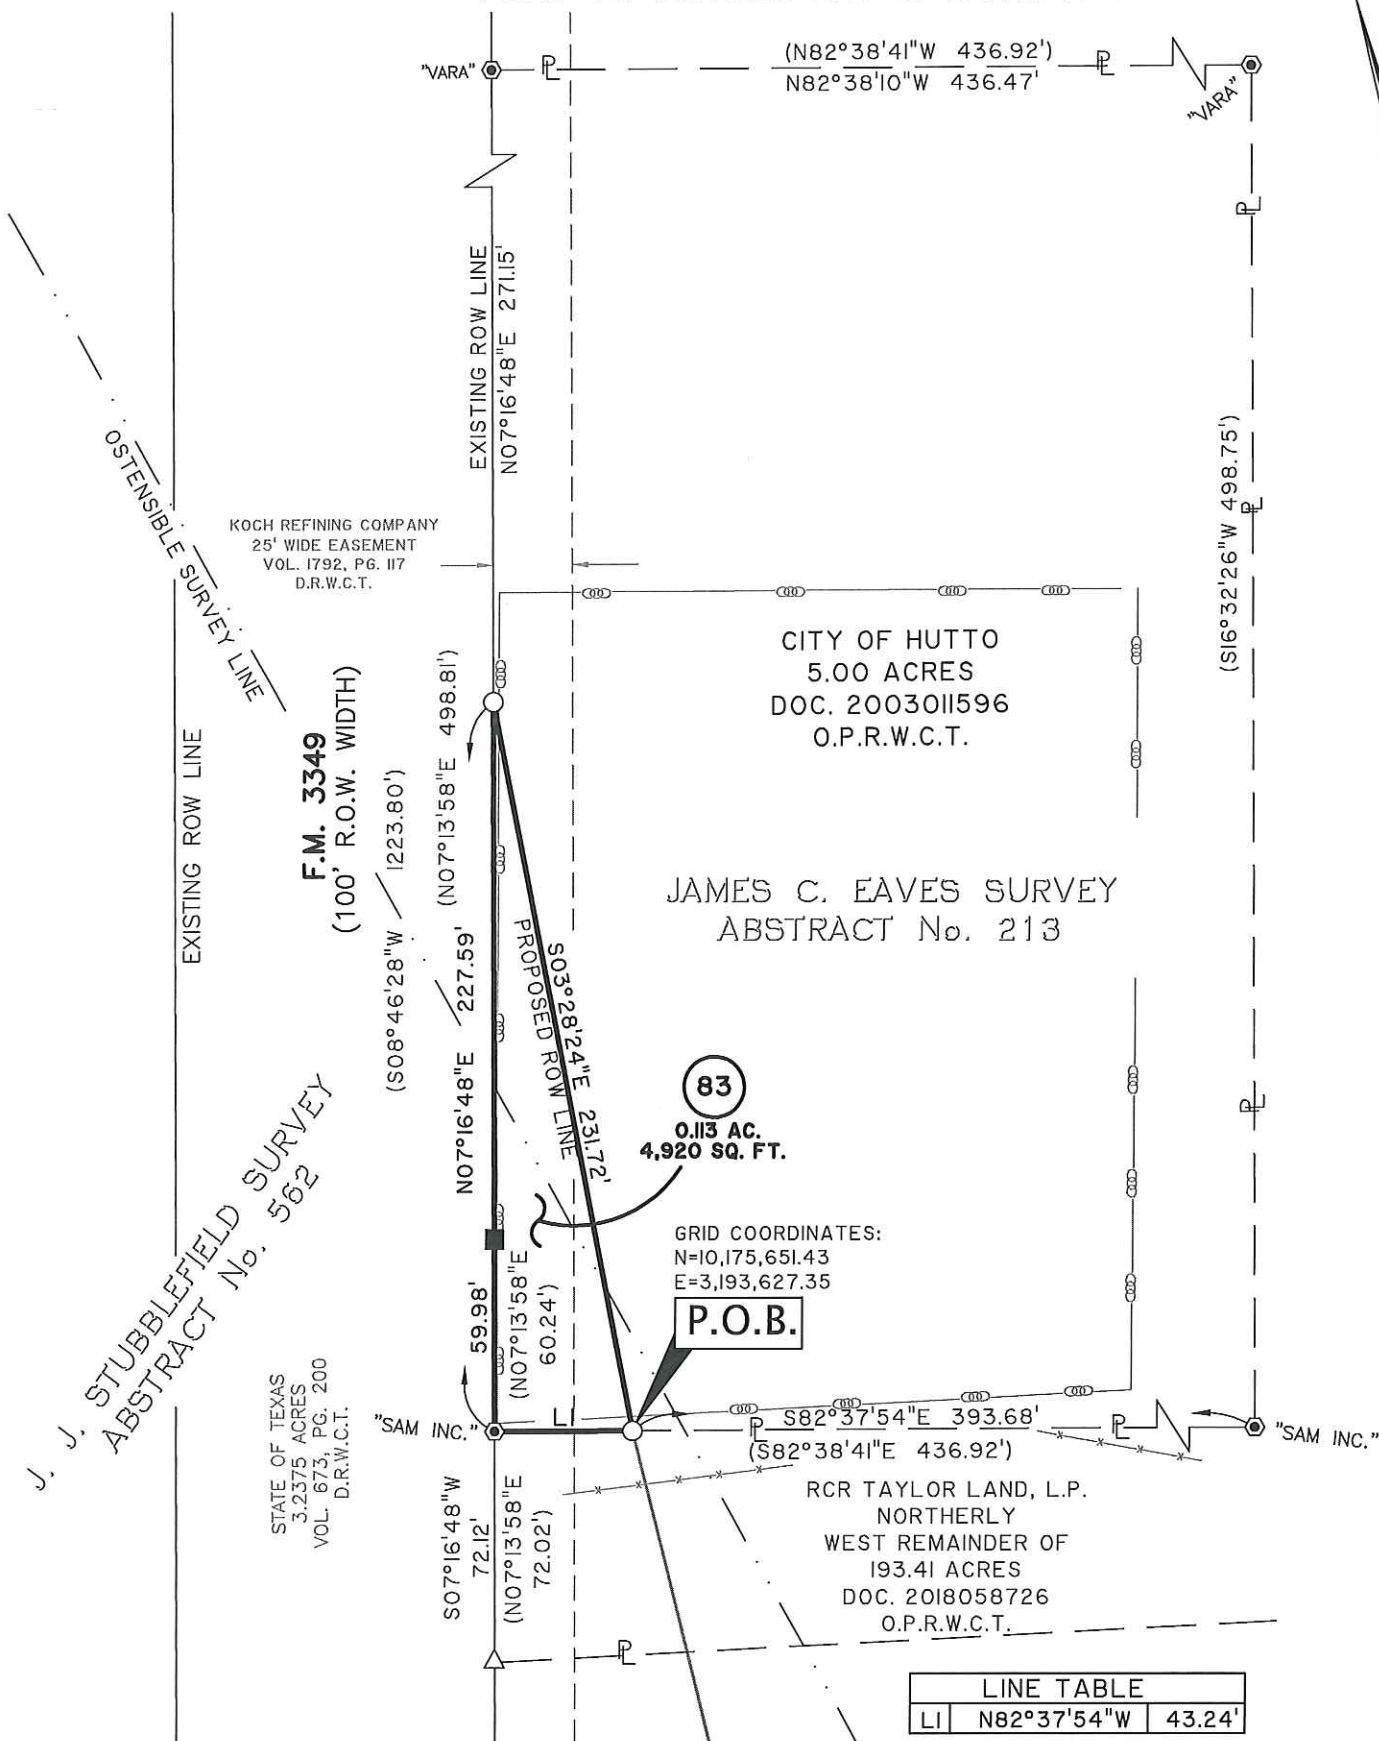 (N82°38'41"W 436.92')
N82°38'10"W 436.47'
"VARA"
"VARA"
EXISTING ROW LINE
N07°16'48"E 271.15'
OSTENSIBLE SURVEY LINE
KOCH REFINING COMPANY
25' WIDE EASEMENT
VOL. 1792, PG. 117
D.R.W.C.T.
(S16°32'26"W 498.75')
CITY OF HUTTO
5.00 ACRES
DOC. 2003011596
O.P.R.W.C.T.
EXISTING ROW LINE
F.M. 3349
(100' R.O.W. WIDTH)
(S08°46'28"W 1223.80')
(N07°13'58"E 498.81')
N07°16'48"E 227.59'
JAMES C. EAVES SURVEY
ABSTRACT No. 213
S03°28'24"E 231.72'
PROPOSED ROW LINE
83
0.113 AC.
4,920 SQ. FT.
GRID COORDINATES:
N=10,175,651.43
E=3,193,627.35
P.O.B.
J. J. STUBBLEFIELD SURVEY
ABSTRACT No. 562
59.98'
(N07°13'58"E
60.24')
STATE OF TEXAS
3.2375 ACRES
VOL. 673, PG. 200
D.R.W.C.T.
"SAM INC."
L1
S82°37'54"E 393.68'
(S82°38'41"E 436.92')
"SAM INC."
S07°16'48"W
72.12'
(N07°13'58"E
72.02')
RCR TAYLOR LAND, L.P.
NORTHERLY
WEST REMAINDER OF
193.41 ACRES
DOC. 2018058726
O.P.R.W.C.T.
LINE TABLE
L1 N82°37'54"W 43.24'